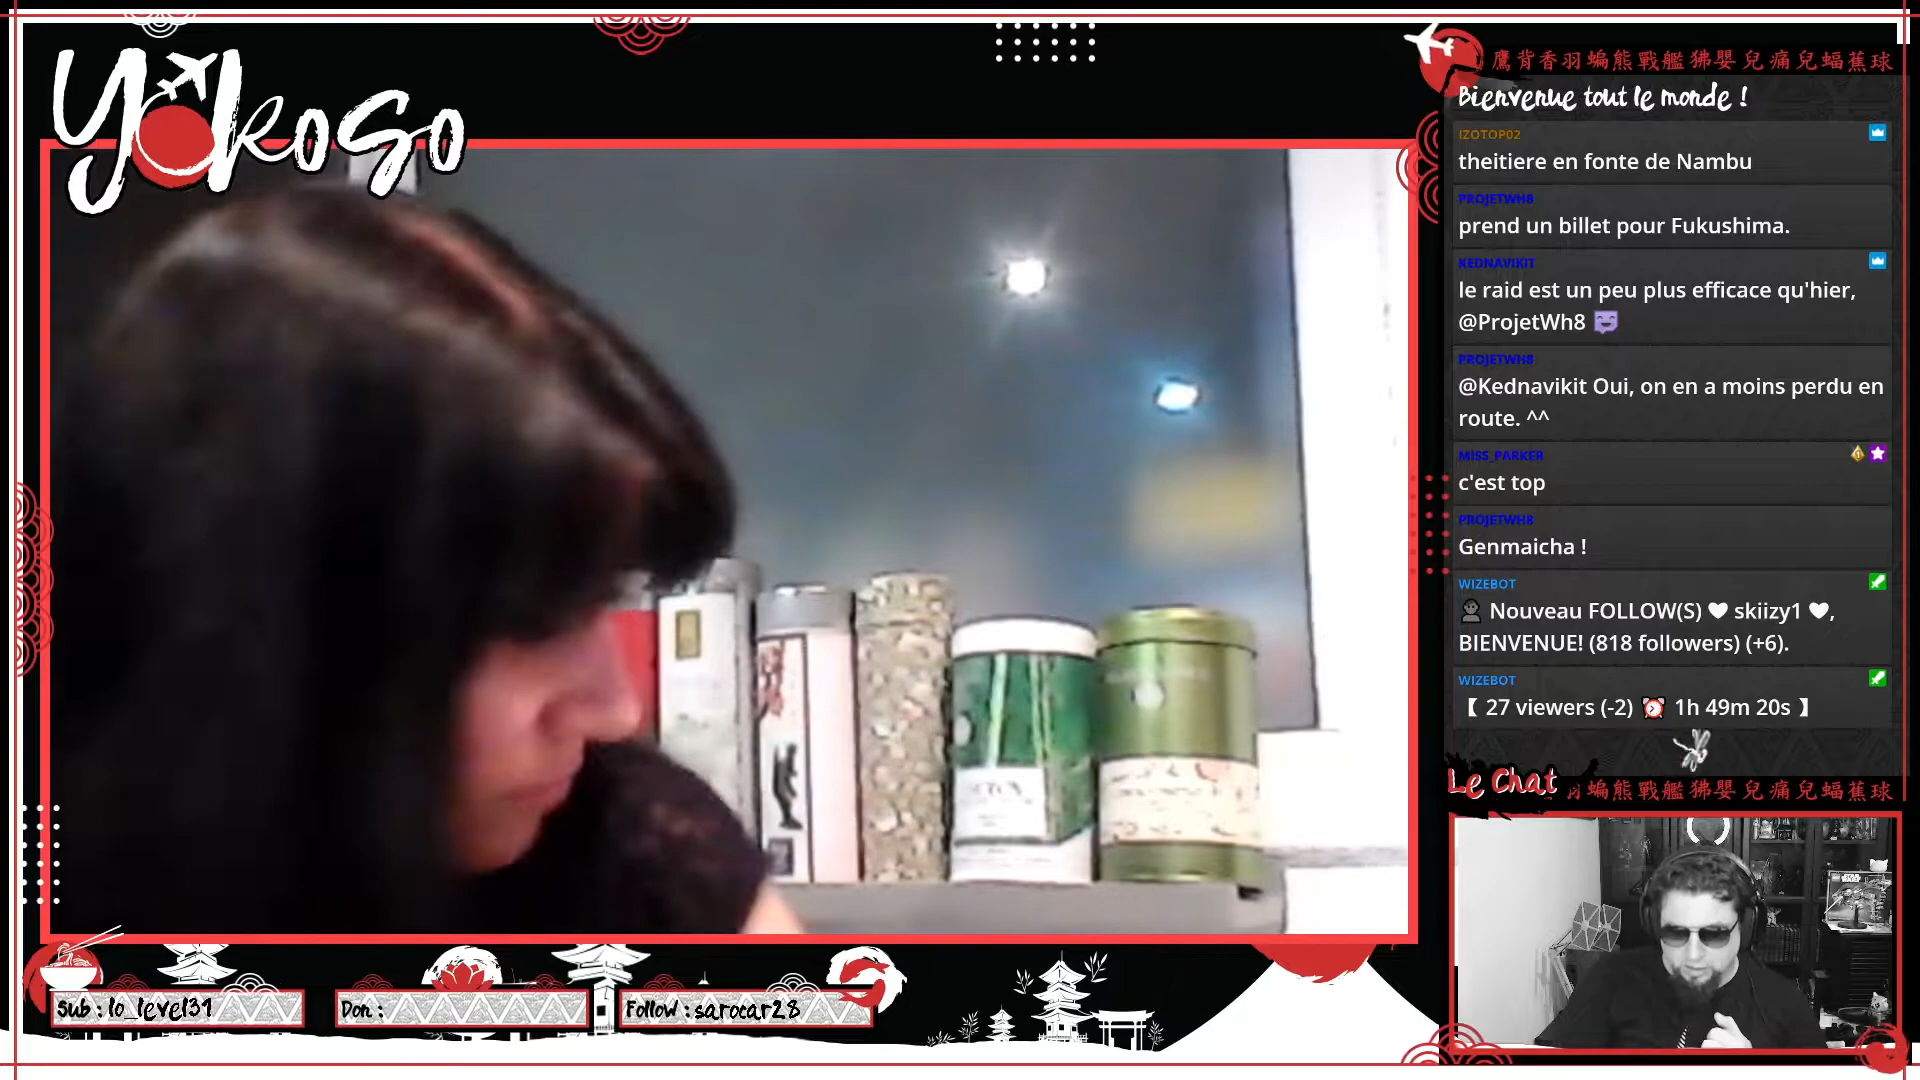 Yokoso
鷹背香羽蝙熊戰艦狒嬰兒痛兒蝠蕉球
Bienvenue tout le monde !
IZOTOP02
theitiere en fonte de Nambu
PROJETWH8
prend un billet pour Fukushima.
KEDNAVIKIT
le raid est un peu plus efficace qu'hier,
@ProjetWh8
PROJETWH8
@Kednavikit Oui, on en a moins perdu en
route. ^^
MISS_PARKER
c'est top
PROJETWH8
Genmaicha !
WIZEBOT
Nouveau FOLLOW(S) ♥ skiizy1 ♥,
BIENVENUE! (818 followers) (+6).
WIZEBOT
【 27 viewers (-2) ⏰ 1h 49m 20s 】
Le Chat
蝙熊戰艦狒嬰兒痛兒蝠蕉球
Sub : lo_level31
Don :
Follow : sarocar28